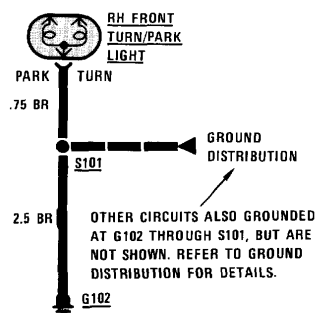 RH FRONT
TURN/PARK
LIGHT
PARK TURN
.75 BR
GROUND
DISTRIBUTION
S101
2.5 BR
OTHER CIRCUITS ALSO GROUNDED
AT G102 THROUGH S101, BUT ARE
NOT SHOWN. REFER TO GROUND
DISTRIBUTION FOR DETAILS.
G102